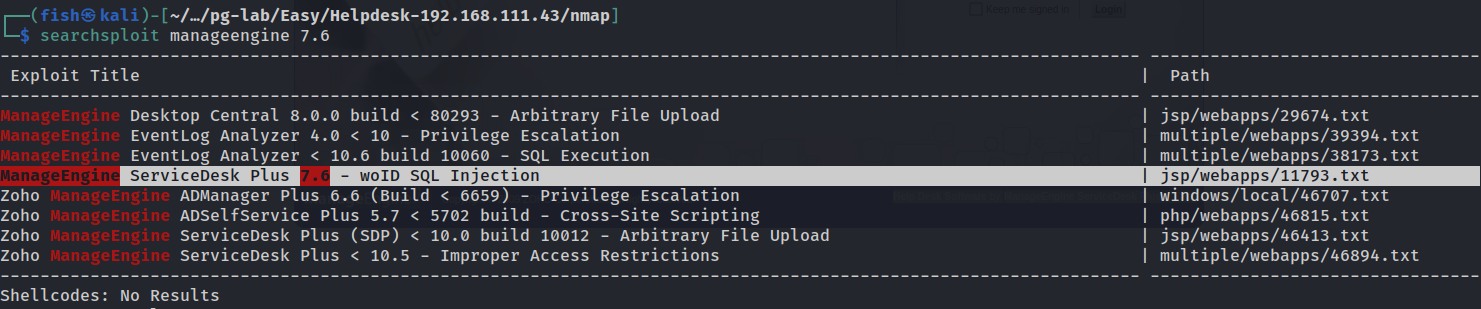 ┌──(fish㉿kali)-[~/…/pg-lab/Easy/Helpdesk-192.168.111.43/nmap]
└─$ searchsploit manageengine 7.6
Exploit Title | Path
ManageEngine Desktop Central 8.0.0 build < 80293 - Arbitrary File Upload | jsp/webapps/29674.txt
ManageEngine EventLog Analyzer 4.0 < 10 - Privilege Escalation | multiple/webapps/39394.txt
ManageEngine EventLog Analyzer < 10.6 build 10060 - SQL Execution | multiple/webapps/38173.txt
ManageEngine ServiceDesk Plus 7.6 - woID SQL Injection | jsp/webapps/11793.txt
Zoho ManageEngine ADManager Plus 6.6 (Build < 6659) - Privilege Escalation | windows/local/46707.txt
Zoho ManageEngine ADSelfService Plus 5.7 < 5702 build - Cross-Site Scripting | php/webapps/46815.txt
Zoho ManageEngine ServiceDesk Plus (SDP) < 10.0 build 10012 - Arbitrary File Upload | jsp/webapps/46413.txt
Zoho ManageEngine ServiceDesk Plus < 10.5 - Improper Access Restrictions | multiple/webapps/46894.txt
Shellcodes: No Results
Keep me signed in Login